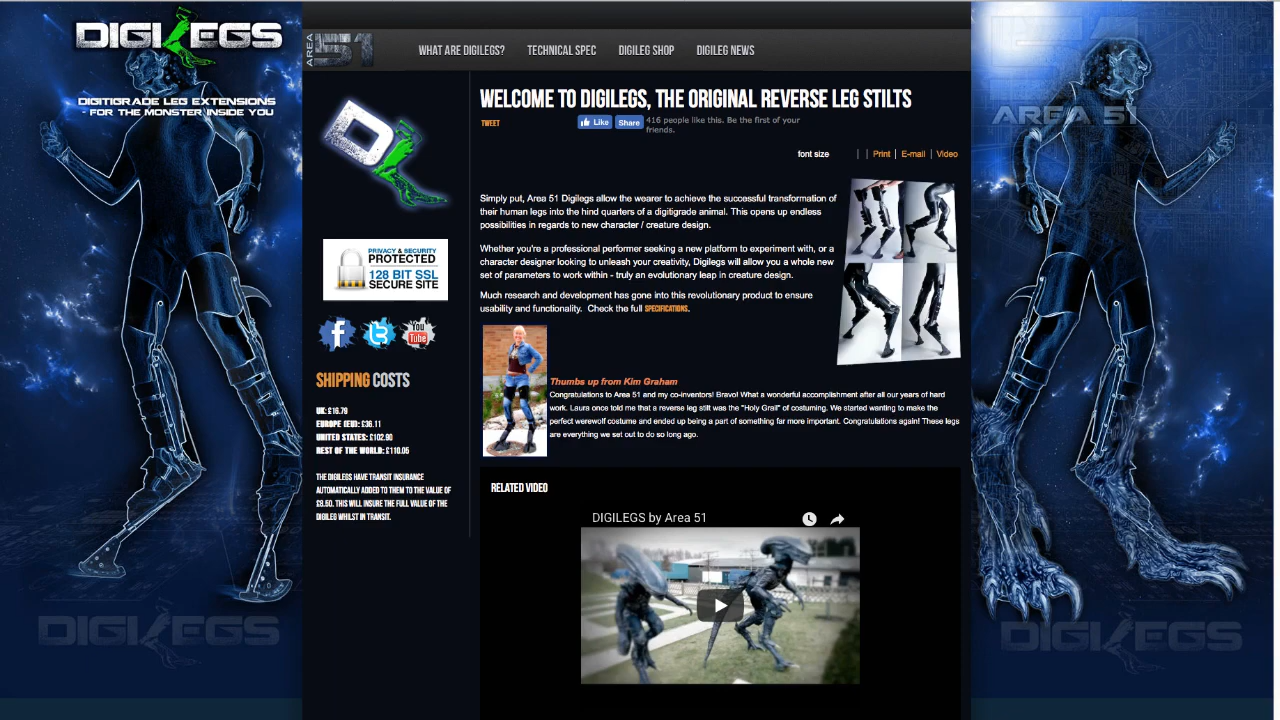 DIGILEGS
DIGITIGRADE LEG EXTENSIONS
- FOR THE MONSTER INSIDE YOU
AREA 51
WHAT ARE DIGILEGS?
TECHNICAL SPEC
DIGILEG SHOP
DIGILEG NEWS
AREA 51
DL
PRIVACY & SECURITY
PROTECTED
128 BIT SSL
SECURE SITE
f
t
You
Tube
SHIPPING COSTS
UK: £16.79
EUROPE (EU): £36.11
UNITED STATES: £102.90
REST OF THE WORLD: £110.05
THE DIGILEGS HAVE TRANSIT INSURANCE
AUTOMATICALLY ADDED TO THEM TO THE VALUE OF
£8.50. THIS WILL INSURE THE FULL VALUE OF THE
DIGILEG WHILST IN TRANSIT.
WELCOME TO DIGILEGS, THE ORIGINAL REVERSE LEG STILTS
TWEET
Like
Share
416 people like this. Be the first of your
friends.
font size | | Print | E-mail | Video
Simply put, Area 51 Digilegs allow the wearer to achieve the successful transformation of
their human legs into the hind quarters of a digitigrade animal. This opens up endless
possibilities in regards to new character / creature design.
Whether you're a professional performer seeking a new platform to experiment with, or a
character designer looking to unleash your creativity, Digilegs will allow you a whole new
set of parameters to work within - truly an evolutionary leap in creature design.
Much research and development has gone into this revolutionary product to ensure
usability and functionality. Check the full SPECIFICATIONS.
Thumbs up from Kim Graham
Congratulations to Area 51 and my co-inventors! Bravo! What a wonderful accomplishment after all our years of hard
work. Laura once told me that a reverse leg stilt was the "Holy Grail" of costuming. We started wanting to make the
perfect werewolf costume and ended up being a part of something far more important. Congratulations again! These legs
are everything we set out to do so long ago.
RELATED VIDEO
DIGILEGS by Area 51
DIGILEGS
DIGILEGS